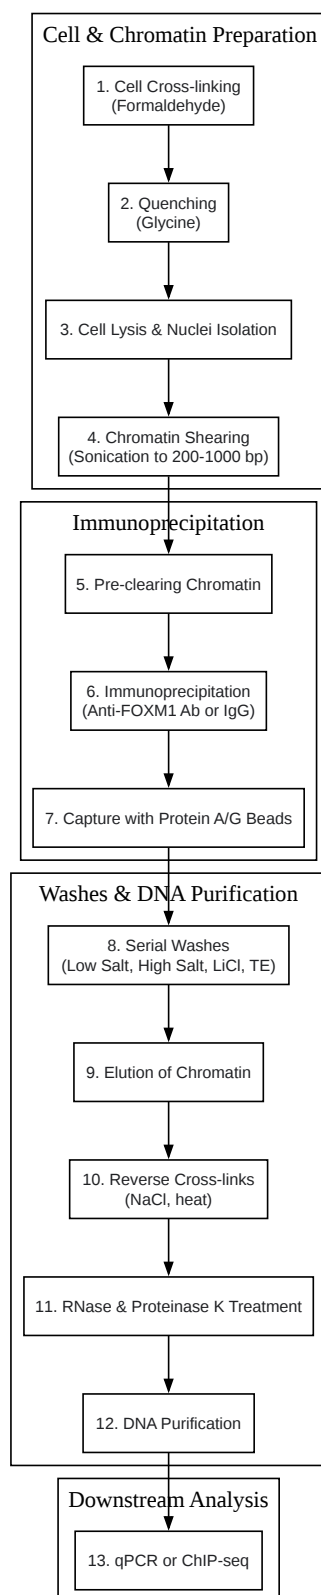 Cell & Chromatin Preparation
1. Cell Cross-linking
(Formaldehyde)
2. Quenching
(Glycine)
3. Cell Lysis & Nuclei Isolation
4. Chromatin Shearing
(Sonication to 200-1000 bp)
Immunoprecipitation
5. Pre-clearing Chromatin
6. Immunoprecipitation
(Anti-FOXM1 Ab or IgG)
7. Capture with Protein A/G Beads
Washes & DNA Purification
8. Serial Washes
(Low Salt, High Salt, LiCl, TE)
9. Elution of Chromatin
10. Reverse Cross-links
(NaCl, heat)
11. RNase & Proteinase K Treatment
12. DNA Purification
Downstream Analysis
13. qPCR or ChIP-seq